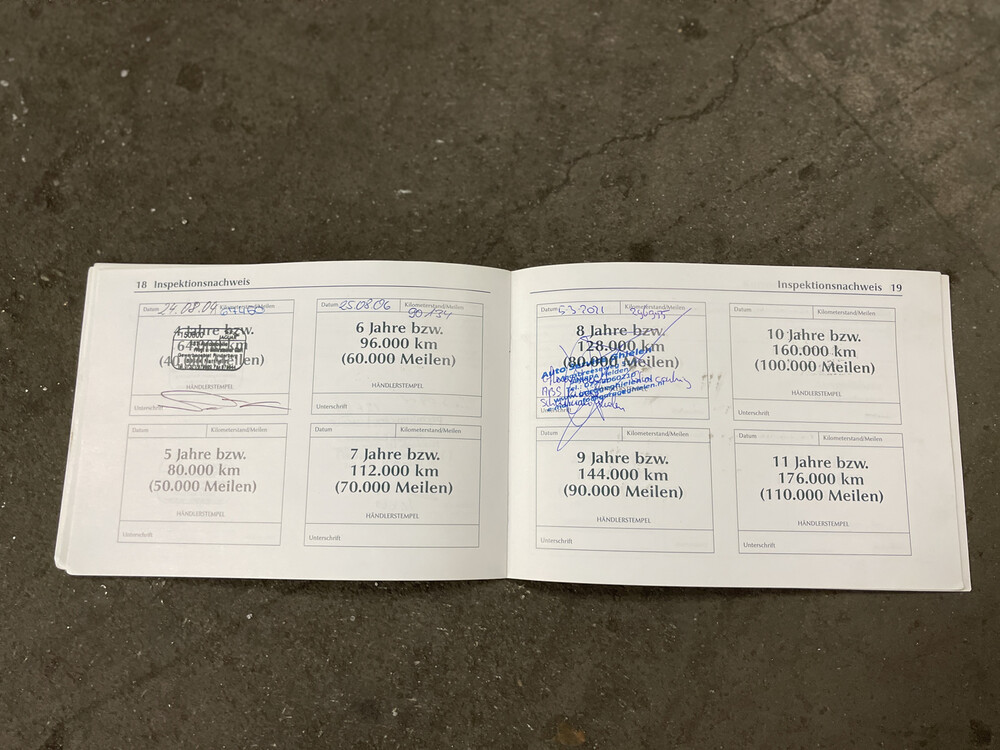 18 Inspektionsnachweis
Datum 24.08.04 Kilometerstand/Meilen
4 Jahre bzw.
JAGUAR
Unterschrift
Datum 25.08.06 Kilometerstand/Meilen
90134
6 Jahre bzw.
96.000 km
(60.000 Meilen)
HÄNDLERSTEMPEL
Unterschrift
Datum Kilometerstand/Meilen
5 Jahre bzw.
80.000 km
(50.000 Meilen)
HÄNDLERSTEMPEL
Unterschrift
7 Jahre bzw.
112.000 km
(70.000 Meilen)
HÄNDLERSTEMPEL
Unterschrift
Inspektionsnachweis 19
Datum 5-3-2021 Kilometerstand/Meilen
8 Jahre bzw.
128.000 km
(80.000 Meilen)
ABS
Datum Kilometerstand/Meilen
10 Jahre bzw.
160.000 km
(100.000 Meilen)
HÄNDLERSTEMPEL
Unterschrift
Datum Kilometerstand/Meilen
9 Jahre bzw.
144.000 km
(90.000 Meilen)
HÄNDLERSTEMPEL
Unterschrift
Datum Kilometerstand/Meilen
11 Jahre bzw.
176.000 km
(110.000 Meilen)
HÄNDLERSTEMPEL
Unterschrift